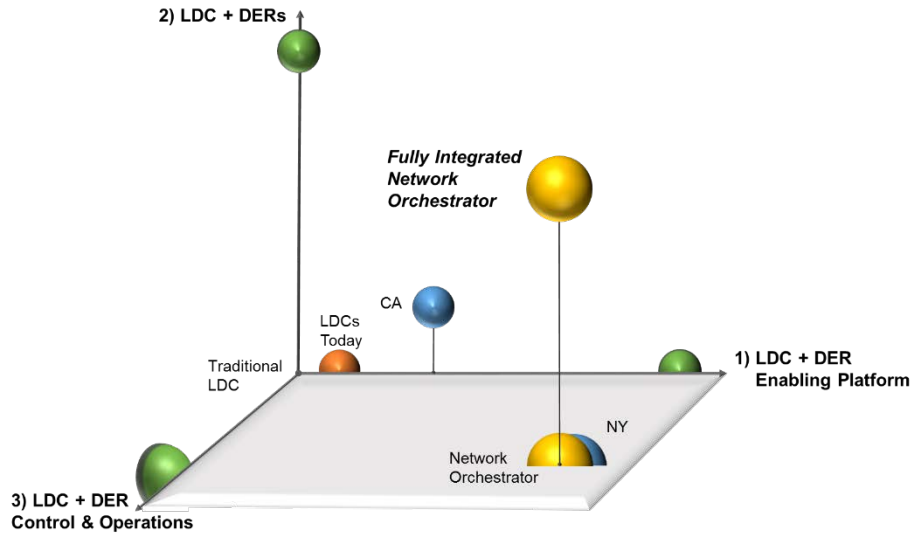 2) LDC + DERs
Fully Integrated
Network
Orchestrator
CA
LDCs
Today
Traditional
LDC
1) LDC + DER
Enabling Platform
NY
Network
Orchestrator
3) LDC + DER
Control & Operations